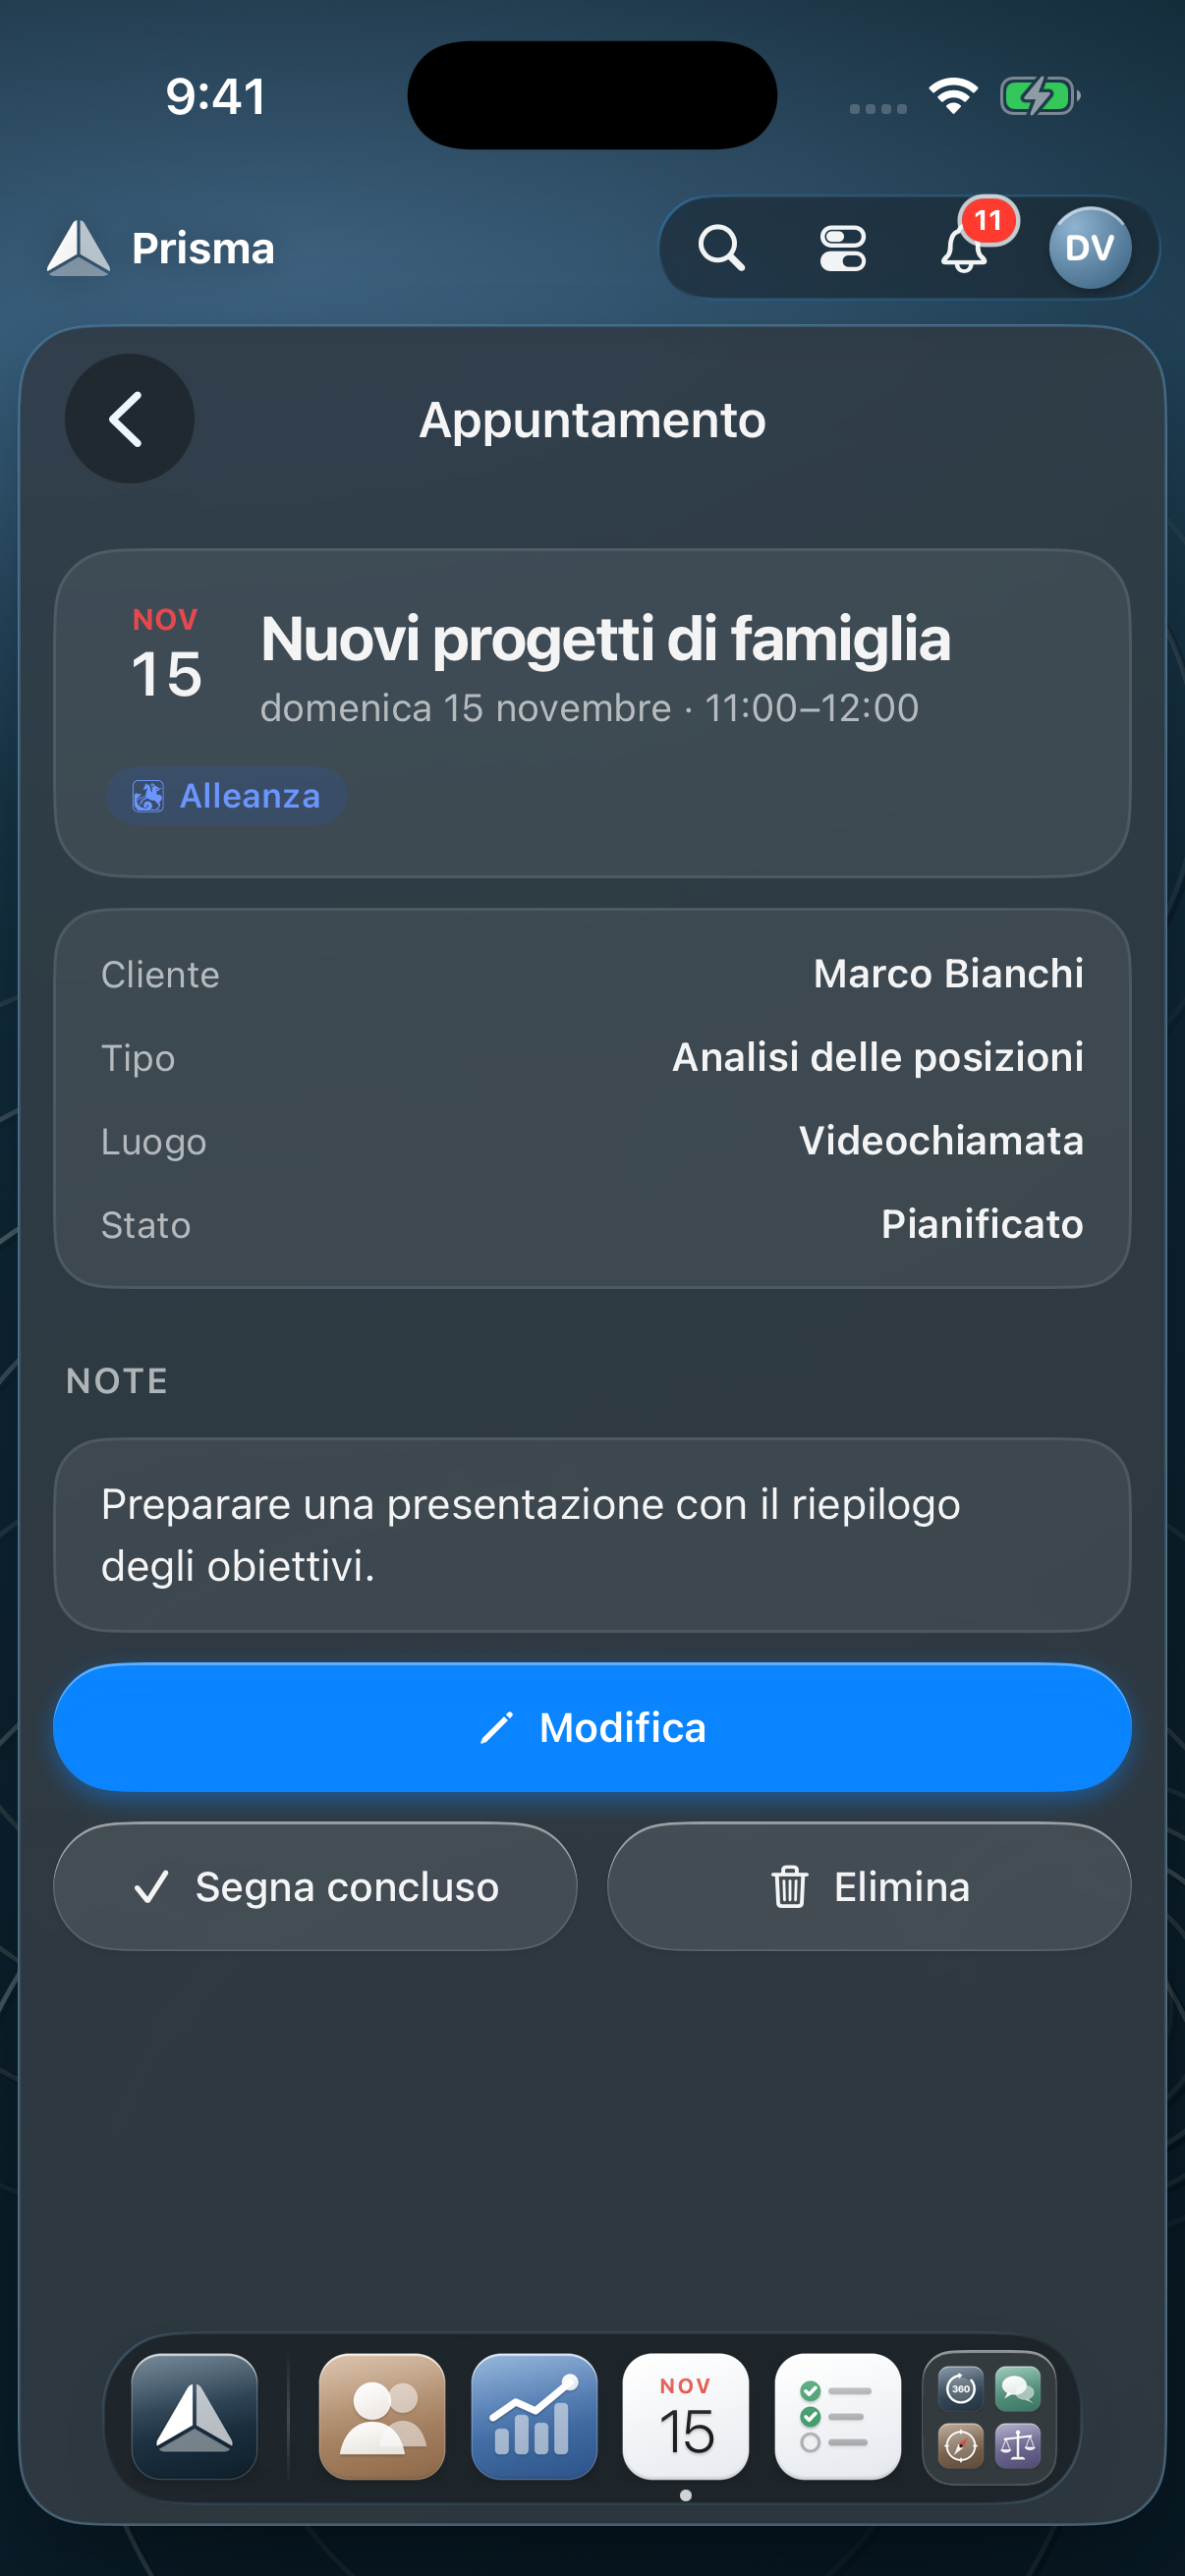 9:41
Prisma
11
DV
Appuntamento
NOV
15
Nuovi progetti di famiglia
domenica 15 novembre · 11:00–12:00
Alleanza
Cliente
Marco Bianchi
Tipo
Analisi delle posizioni
Luogo
Videochiamata
Stato
Pianificato
NOTE
Preparare una presentazione con il riepilogo
degli obiettivi.
Modifica
Segna concluso
Elimina
NOV
15
360